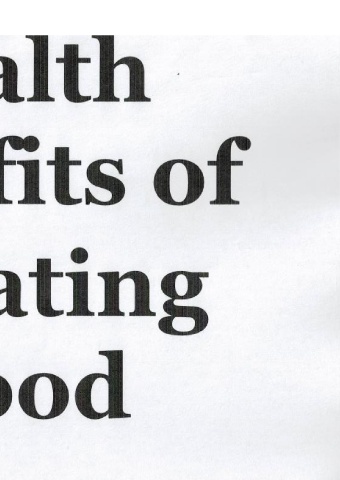 alth
fits of
ating
ood